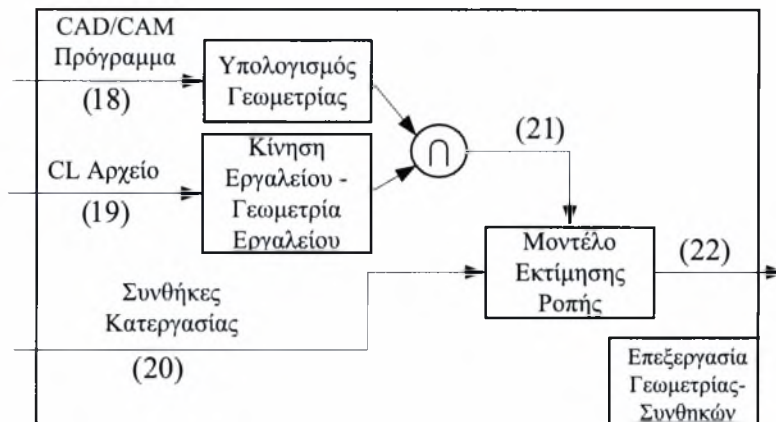 CAD/CAM
Πρόγραμμα
(18)
Υπολογισμός
Γεωμετρίας
CL Αρχείο
(19)
Κίνηση
Εργαλείου -
Γεωμετρία
Εργαλείου
∩
(21)
Συνθήκες
Κατεργασίας
(20)
Μοντέλο
Εκτίμησης
Ροπής
(22)
Επεξεργασία
Γεωμετρίας-
Συνθηκών